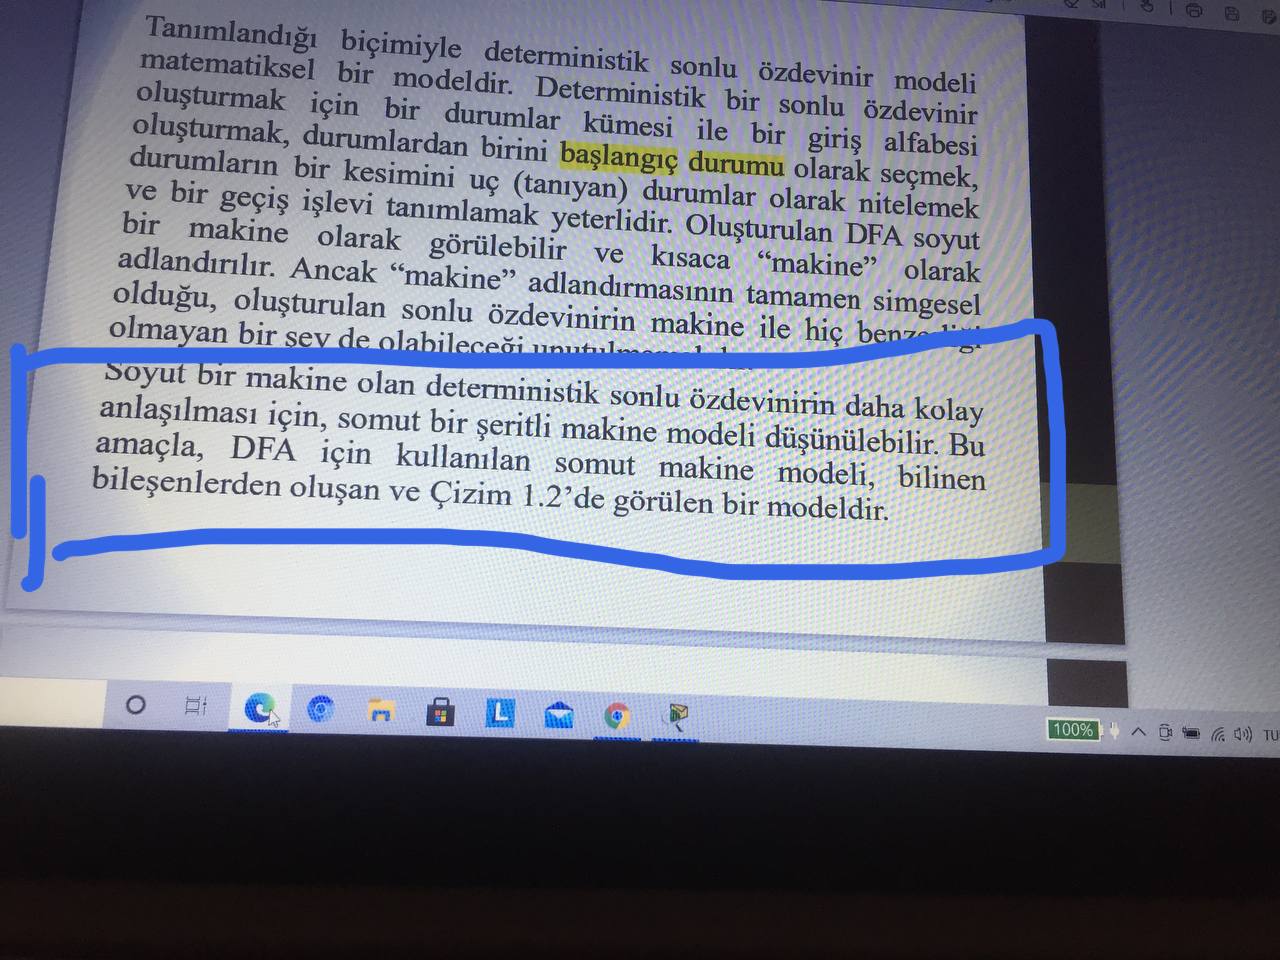 Tanımlandığı biçimiyle deterministik sonlu özdevinir modeli
matematiksel bir modeldir. Deterministik bir sonlu özdevinir
oluşturmak için bir durumlar kümesi ile bir giriş alfabesi
oluşturmak, durumlardan birini başlangıç durumu olarak seçmek,
durumların bir kesimini uç (tanıyan) durumlar olarak nitelemek
ve bir geçiş işlevi tanımlamak yeterlidir. Oluşturulan DFA soyut
bir makine olarak görülebilir ve kısaca “makine” olarak
adlandırılır. Ancak “makine” adlandırmasının tamamen simgesel
olduğu, oluşturulan sonlu özdevinirin makine ile hiç
olmayan bir şey de olabileceği
Soyut bir makine olan deterministik sonlu özdevinirin daha kolay
anlaşılması için, somut bir şeritli makine modeli düşünülebilir. Bu
amaçla, DFA için kullanılan somut makine modeli, bilinen
bileşenlerden oluşan ve Çizim 1.2’de görülen bir modeldir.
L
100%
TU